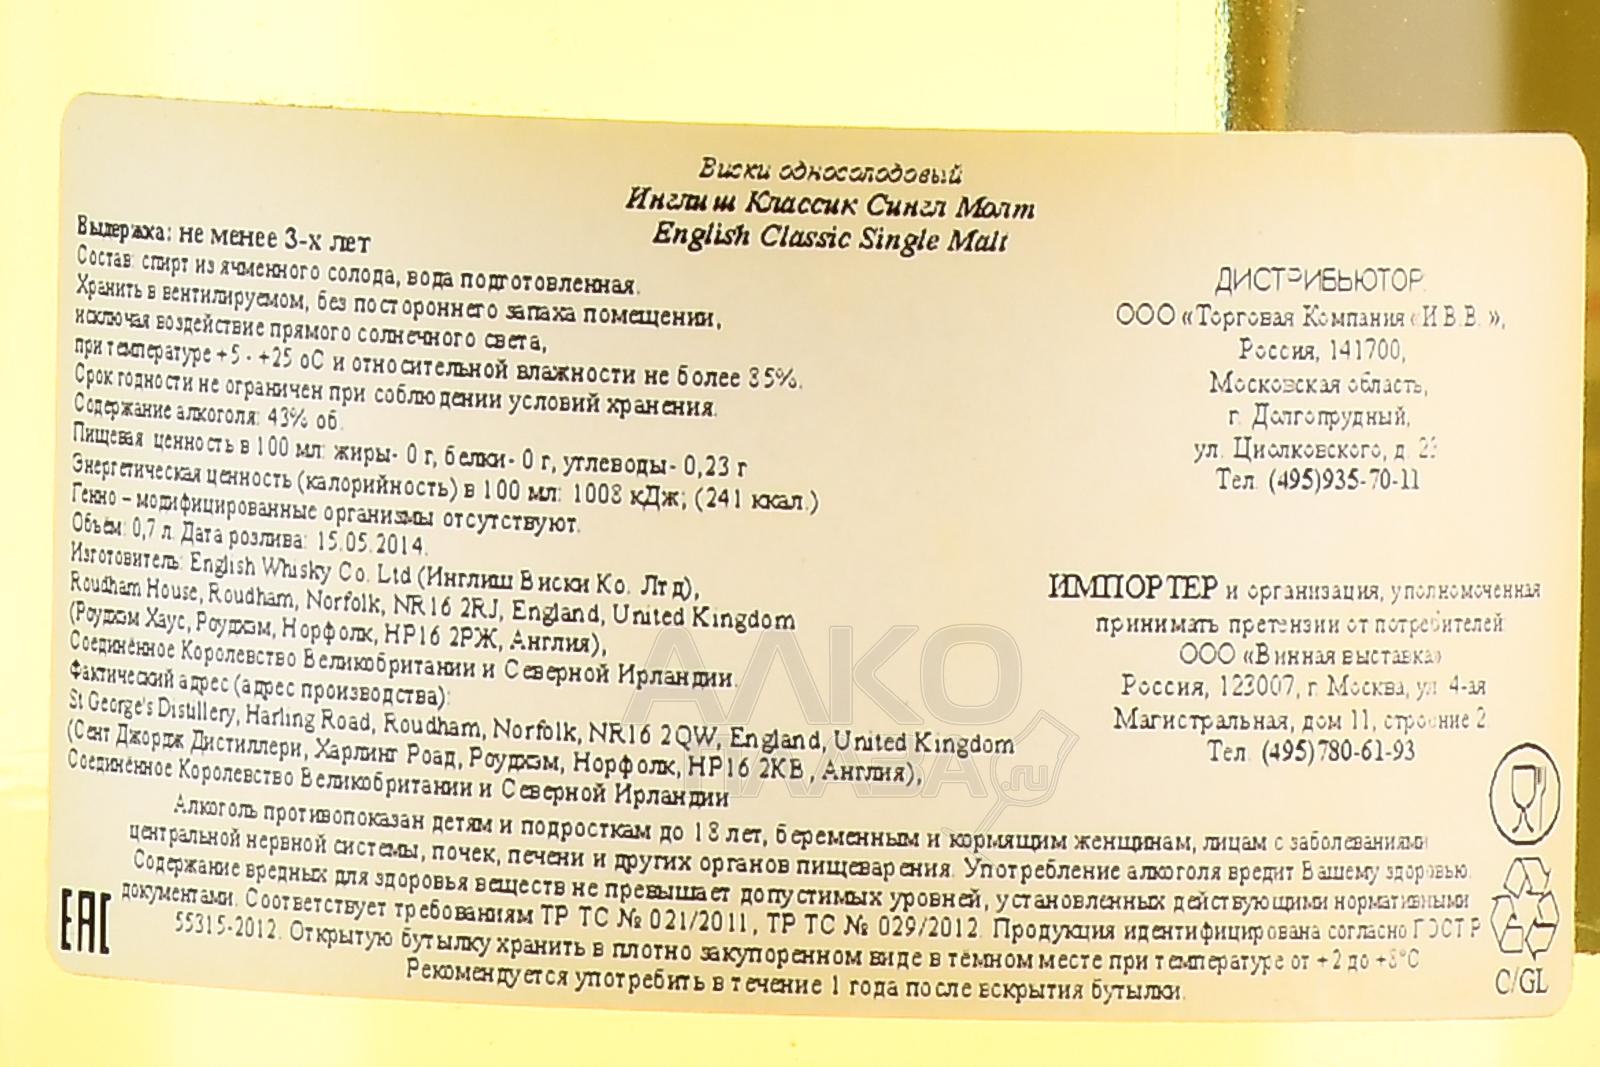 Виски односолодовый
Инглиш Классик Сингл Молт
English Classic Single Malt
Выдержка: не менее 3-х лет
Состав: спирт из ячменного солода, вода подготовленная.
Хранить в вентилируемом, без постороннего запаха помещении,
исключая воздействие прямого солнечного света,
при температуре +5 - +25 оС и относительной влажности не более 85%.
Срок годности не ограничен при соблюдении условий хранения.
Содержание алкоголя: 43% об.
Пищевая ценность в 100 мл: жиры- 0 г, белки- 0 г, углеводы- 0,23 г
Энергетическая ценность (калорийность) в 100 мл: 1008 кДж; (241 ккал.)
Генно – модифицированные организмы отсутствуют.
Объём: 0,7 л. Дата розлива: 15.05.2014.
Изготовитель: English Whisky Co. Ltd (Инглиш Виски Ко. Лтд),
Roudham House, Roudham, Norfolk, NR16 2RJ, England, United Kingdom
(Роудхэм Хаус, Роудхэм, Норфолк, НР16 2РЖ, Англия),
Соединённое Королевство Великобритании и Северной Ирландии.
Фактический адрес (адрес производства):
St George's Distillery, Harling Road, Roudham, Norfolk, NR16 2QW, England, United Kingdom
(Сент Джордж Дистиллери, Харлинг Роад, Роудхэм, Норфолк, НР16 2КВ, Англия),
Соединённое Королевство Великобритании и Северной Ирландии
ДИСТРИБЬЮТОР:
ООО «Торговая Компания «И.В.В.»,
Россия, 141700,
Московская область,
г. Долгопрудный,
ул. Циолковского, д.
Тел. (495)935-70-11
ИМПОРТЕР и организация, уполномоченная
принимать претензии от потребителей:
ООО «Винная выставка»
Россия, 123007, г. Москва, ул. 4-ая
Магистральная, дом 11, строение 2.
Тел. (495)780-61-93
Алкоголь противопоказан детям и подросткам до 18 лет, беременным и кормящим женщинам, лицам с заболеваниями
центральной нервной системы, почек, печени и других органов пищеварения. Употребление алкоголя вредит Вашему здоровью.
Содержание вредных для здоровья веществ не превышает допустимых уровней, установленных действующими нормативными
документами. Соответствует требованиям ТР ТС № 021/2011, ТР ТС № 029/2012. Продукция идентифицирована согласно ГОСТ Р
55315-2012. Открытую бутылку хранить в плотно закупоренном виде в тёмном месте при температуре от +2 до +8°С
Рекомендуется употребить в течение 1 года после вскрытия бутылки.
ЕАС
C/GL
АЛКО
ПЛАЗА
.ru